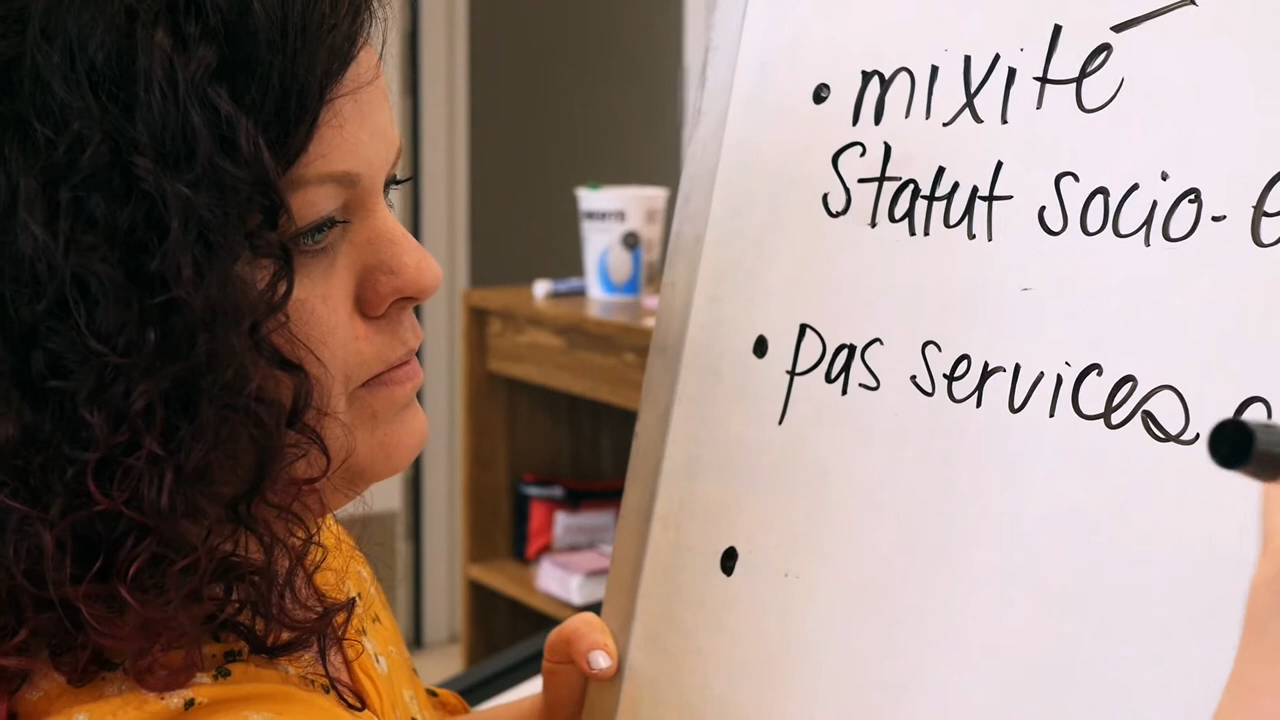 • mixité
Statut socio-
• pas services
•